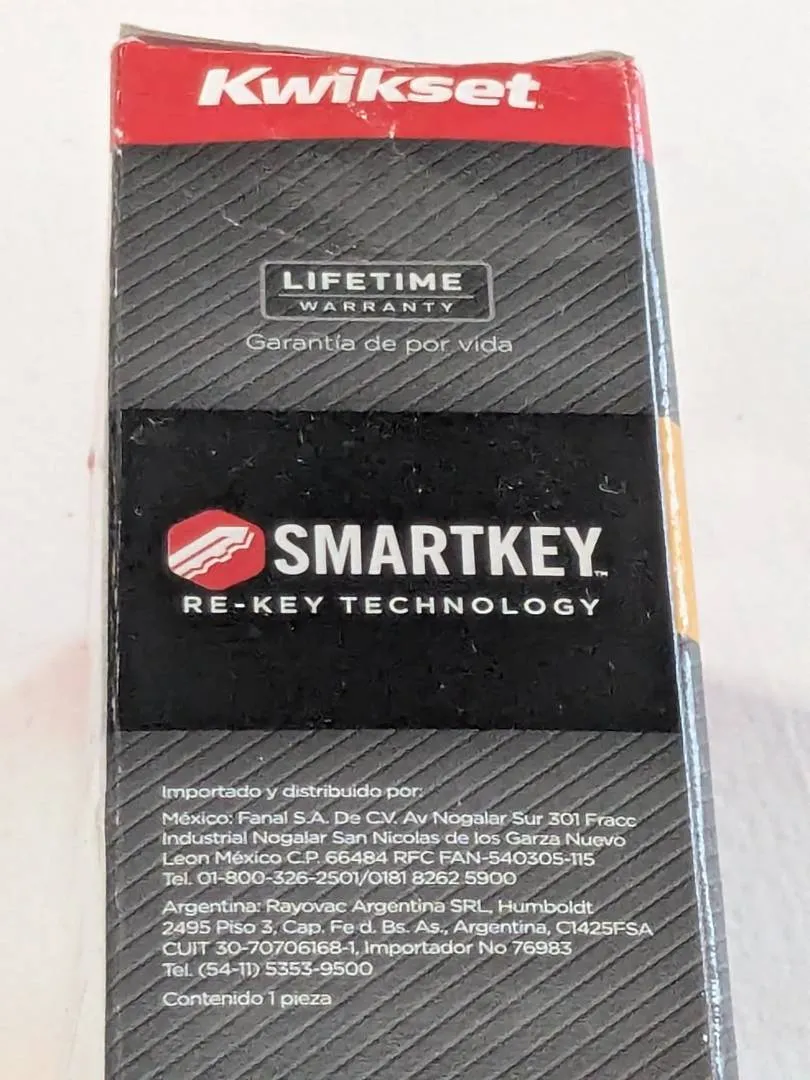 Kwikset
LIFETIME
WARRANTY
Garantía de por vida
SMARTKEY™
RE-KEY TECHNOLOGY
Importado y distribuido por:
México: Fanal S.A. De C.V. Av Nogalar Sur 301 Fracc
Industrial Nogalar San Nicolas de los Garza Nuevo
Leon México C.P. 66484 RFC FAN-540305-115
Tel. 01-800-326-2501/0181 8262 5900
Argentina: Rayovac Argentina SRL, Humboldt
2495 Piso 3, Cap. Fe d. Bs. As., Argentina, C1425FSA
CUIT 30-70706168-1, Importador No 76983
Tel. (54-11) 5353-9500
Contenido 1 pieza